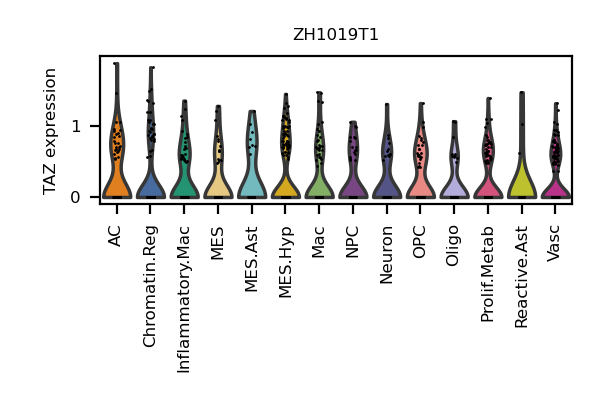 ZH1019T1
TAZ expression
1
0
AC
Chromatin.Reg
Inflammatory.Mac
MES
MES.Ast
MES.Hyp
Mac
NPC
Neuron
OPC
Oligo
Prolif.Metab
Reactive.Ast
Vasc